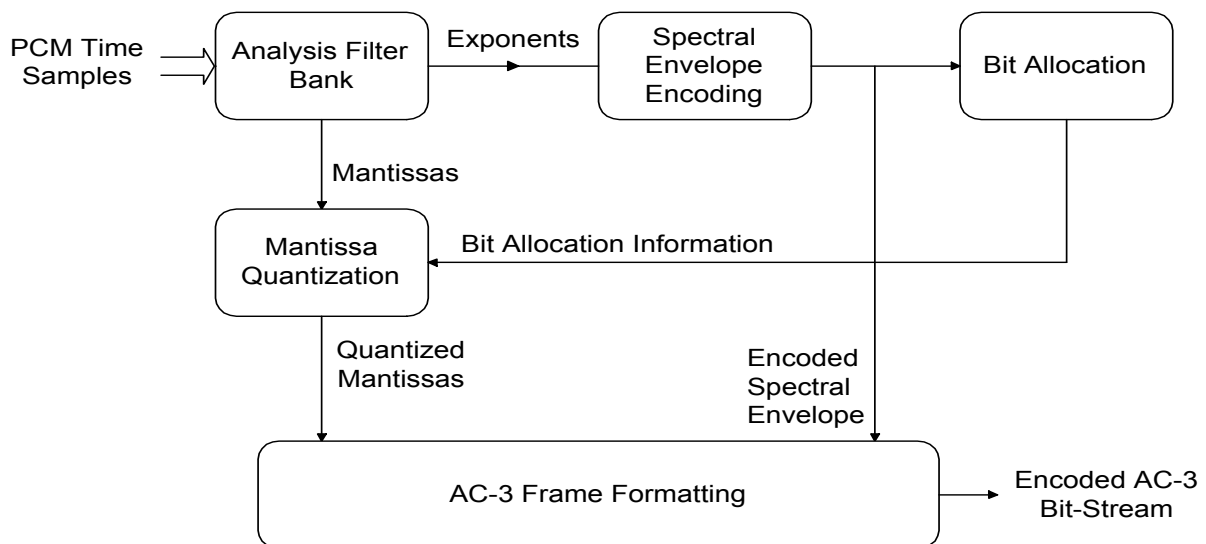 PCM Time
Samples
Analysis Filter
Bank
Exponents
Spectral
Envelope
Encoding
Bit Allocation
Mantissas
Mantissa
Quantization
Bit Allocation Information
Quantized
Mantissas
Encoded
Spectral
Envelope
AC-3 Frame Formatting
Encoded AC-3
Bit-Stream